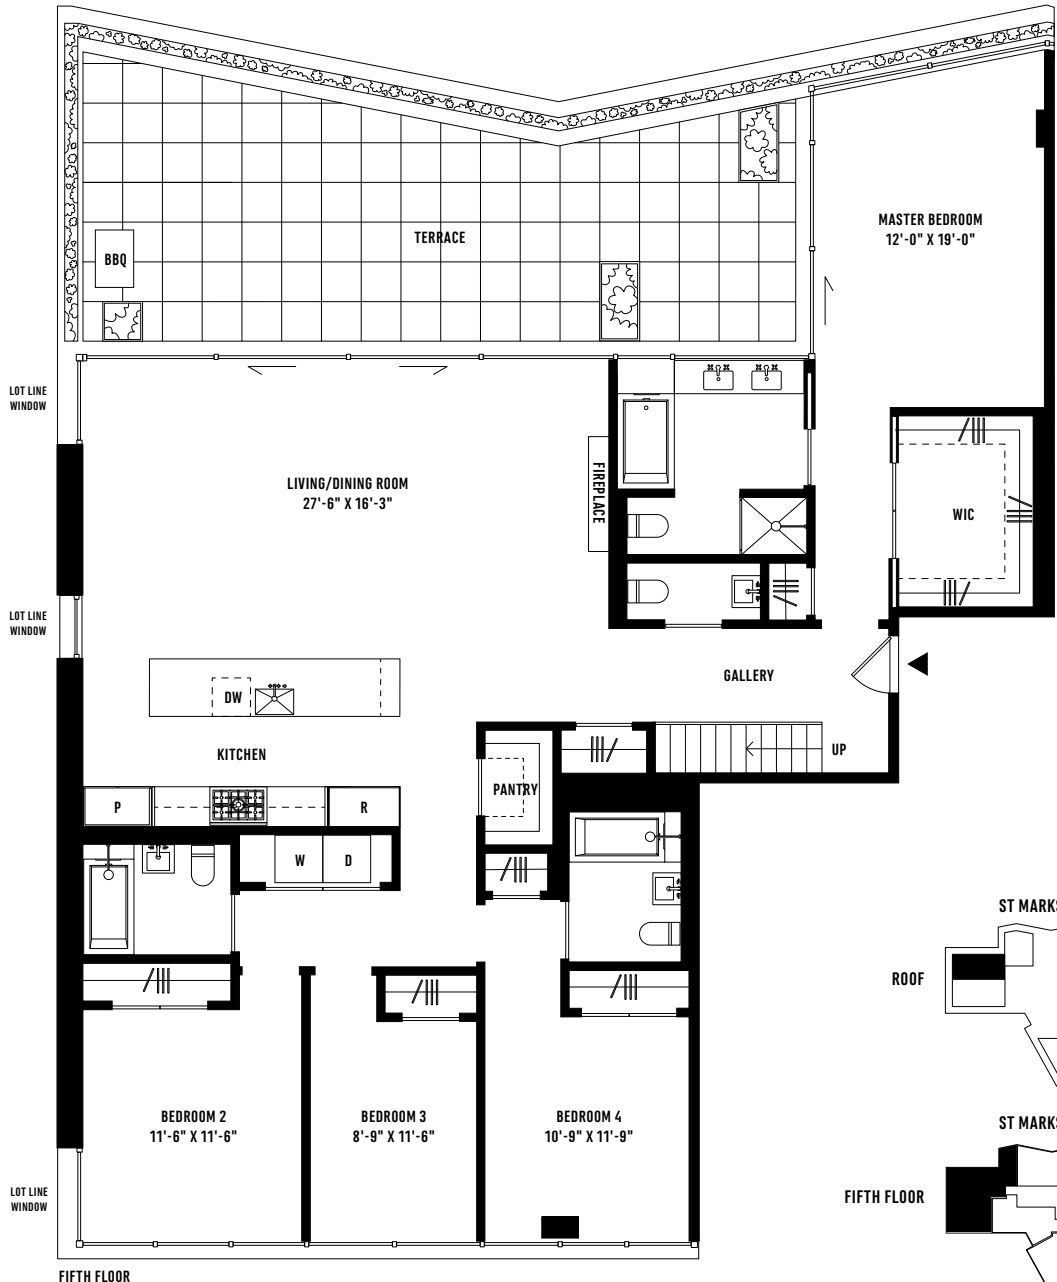 MASTER BEDROOM
12'-0" X 19'-0"
TERRACE
BBQ
LOT LINE
WINDOW
LIVING/DINING ROOM
27'-6" X 16'-3"
FIREPLACE
WIC
LOT LINE
WINDOW
GALLERY
DW
UP
KITCHEN
PANTRY
P
R
W
D
ST MARKS
ROOF
BEDROOM 2
11'-6" X 11'-6"
BEDROOM 3
8'-9" X 11'-6"
BEDROOM 4
10'-9" X 11'-9"
ST MARKS
FIFTH FLOOR
LOT LINE
WINDOW
FIFTH FLOOR